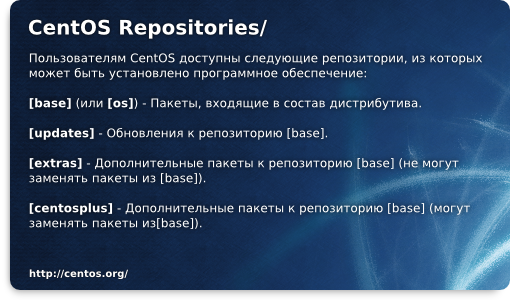 CentOS Repositories/
Пользователям CentOS доступны следующие репозитории, из которых
может быть установлено программное обеспечение:
[base] (или [os]) - Пакеты, входящие в состав дистрибутива.
[updates] - Обновления к репозиторию [base].
[extras] - Дополнительные пакеты к репозиторию [base] (не могут
заменять пакеты из [base]).
[centosplus] - Дополнительные пакеты к репозиторию [base] (могут
заменять пакеты из[base]).
http://centos.org/